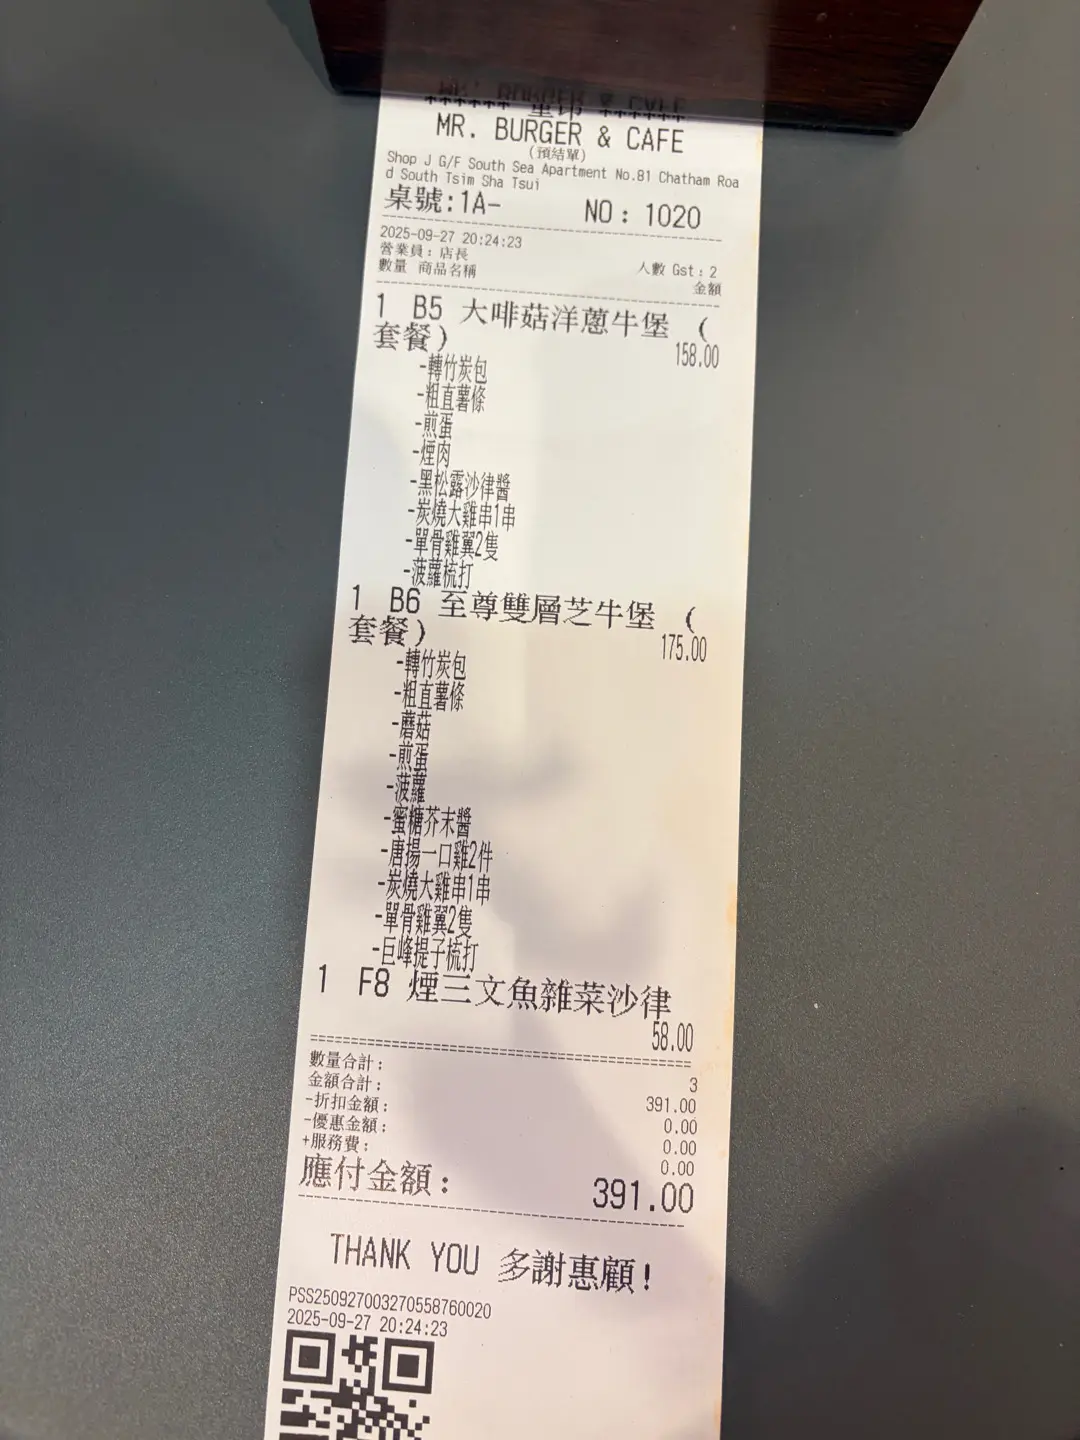 ****** 重印 ******
MR. BURGER & CAFE
(預結單)
Shop J G/F South Sea Apartment No.81 Chatham Roa
d South Tsim Sha Tsui
桌號:1A- NO: 1020
2025-09-27 20:24:23
營業員:店長 人數 Gst:2
數量 商品名稱 金額
1 B5 大啡菇洋蔥牛堡 (
套餐) 158.00
-轉竹炭包
-粗直薯條
-煎蛋
-煙肉
-黑松露沙律醬
-炭燒大雞串1串
-單骨雞翼2隻
-菠蘿梳打
1 B6 至尊雙層芝牛堡 (
套餐) 175.00
-轉竹炭包
-粗直薯條
-蘑菇
-煎蛋
-菠蘿
-蜜糖芥末醬
-唐揚一口雞2件
-炭燒大雞串1串
-單骨雞翼2隻
-巨峰提子梳打
1 F8 煙三文魚雜菜沙律
58.00
數量合計: 3
金額合計: 391.00
-折扣金額: 0.00
-優惠金額: 0.00
+服務費: 0.00
應付金額: 391.00
THANK YOU 多謝惠顧!
PSS250927003270558760020
2025-09-27 20:24:23